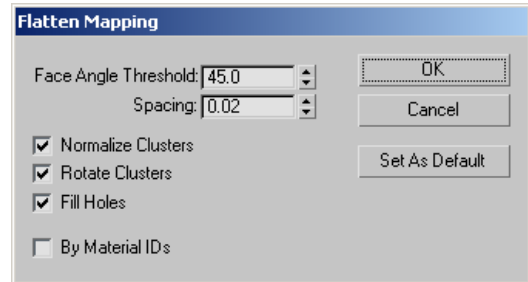 Flatten Mapping
Face Angle Threshold: 45.0
OK
Spacing: 0.02
Cancel
Normalize Clusters
Set As Default
Rotate Clusters
Fill Holes
By Material IDs